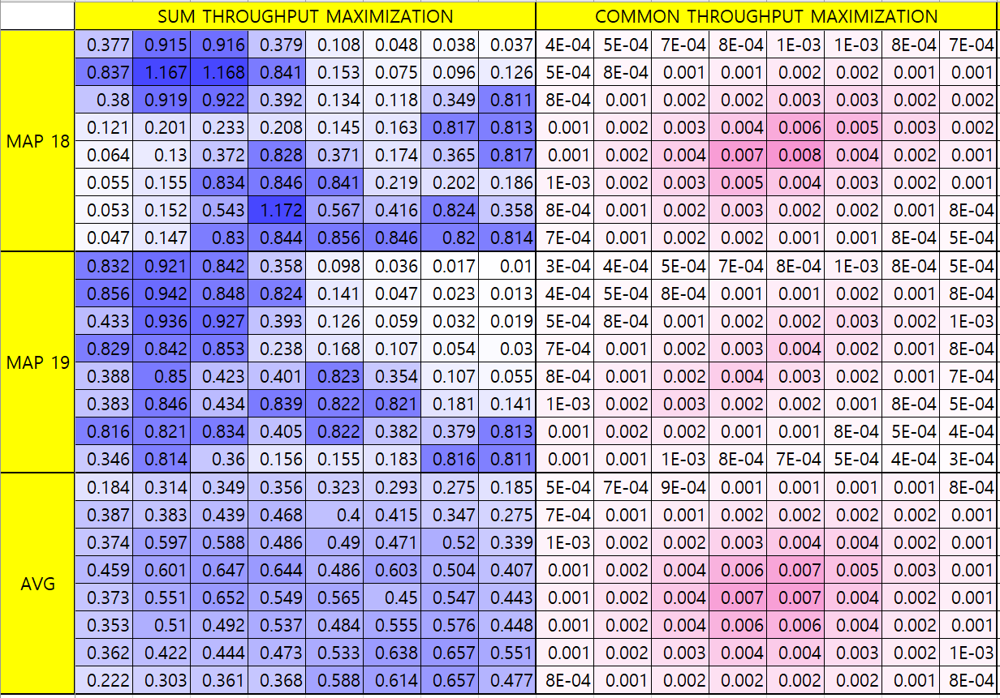 SUM THROUGHPUT MAXIMIZATION COMMON THROUGHPUT MAXIMIZATION
0.377 0.915 0.916 0.379 0.108 0.048 0.038 0.037 4E-04 5E-04 7E-04 8E-04 1E-03 1E-03 8E-04 7E-04
0.837 1.167 1.168 0.841 0.153 0.075 0.096 0.126 5E-04 8E-04 0.001 0.001 0.002 0.002 0.001 0.001
0.38 0.919 0.922 0.392 0.134 0.118 0.349 0.811 8E-04 0.001 0.002 0.002 0.003 0.003 0.002 0.002
0.121 0.201 0.233 0.208 0.145 0.163 0.817 0.813 0.001 0.002 0.003 0.004 0.006 0.005 0.003 0.002
MAP 18
0.064 0.13 0.372 0.828 0.371 0.174 0.365 0.817 0.001 0.002 0.004 0.007 0.008 0.004 0.002 0.001
0.055 0.155 0.834 0.846 0.841 0.219 0.202 0.186 1E-03 0.002 0.003 0.005 0.004 0.003 0.002 0.001
0.053 0.152 0.543 1.172 0.567 0.416 0.824 0.358 8E-04 0.001 0.002 0.003 0.002 0.002 0.001 8E-04
0.047 0.147 0.83 0.844 0.856 0.846 0.82 0.814 7E-04 0.001 0.002 0.002 0.001 0.001 8E-04 5E-04
0.832 0.921 0.842 0.358 0.098 0.036 0.017 0.01 3E-04 4E-04 5E-04 7E-04 8E-04 1E-03 8E-04 5E-04
0.856 0.942 0.848 0.824 0.141 0.047 0.023 0.013 4E-04 5E-04 8E-04 0.001 0.001 0.002 0.001 8E-04
0.433 0.936 0.927 0.393 0.126 0.059 0.032 0.019 5E-04 8E-04 0.001 0.002 0.002 0.003 0.002 1E-03
0.829 0.842 0.853 0.238 0.168 0.107 0.054 0.03 7E-04 0.001 0.002 0.003 0.004 0.002 0.001 8E-04
MAP 19
0.388 0.85 0.423 0.401 0.823 0.354 0.107 0.055 8E-04 0.001 0.002 0.004 0.003 0.002 0.001 7E-04
0.383 0.846 0.434 0.839 0.822 0.821 0.181 0.141 1E-03 0.002 0.003 0.002 0.002 0.001 8E-04 5E-04
0.816 0.821 0.834 0.405 0.822 0.382 0.379 0.813 0.001 0.002 0.002 0.001 0.001 8E-04 5E-04 4E-04
0.346 0.814 0.36 0.156 0.155 0.183 0.816 0.811 0.001 0.001 1E-03 8E-04 7E-04 5E-04 4E-04 3E-04
0.184 0.314 0.349 0.356 0.323 0.293 0.275 0.185 5E-04 7E-04 9E-04 0.001 0.001 0.001 0.001 8E-04
0.387 0.383 0.439 0.468 0.4 0.415 0.347 0.275 7E-04 0.001 0.001 0.002 0.002 0.002 0.002 0.001
0.374 0.597 0.588 0.486 0.49 0.471 0.52 0.339 1E-03 0.002 0.002 0.003 0.004 0.004 0.002 0.001
0.459 0.601 0.647 0.644 0.486 0.603 0.504 0.407 0.001 0.002 0.004 0.006 0.007 0.005 0.003 0.001
AVG
0.373 0.551 0.652 0.549 0.565 0.45 0.547 0.443 0.001 0.002 0.004 0.007 0.007 0.004 0.002 0.001
0.353 0.51 0.492 0.537 0.484 0.555 0.576 0.448 0.001 0.002 0.004 0.006 0.006 0.004 0.002 0.001
0.362 0.422 0.444 0.473 0.533 0.638 0.657 0.551 0.001 0.002 0.003 0.004 0.004 0.003 0.002 1E-03
0.222 0.303 0.361 0.368 0.588 0.614 0.657 0.477 8E-04 0.001 0.002 0.002 0.002 0.002 0.001 8E-04